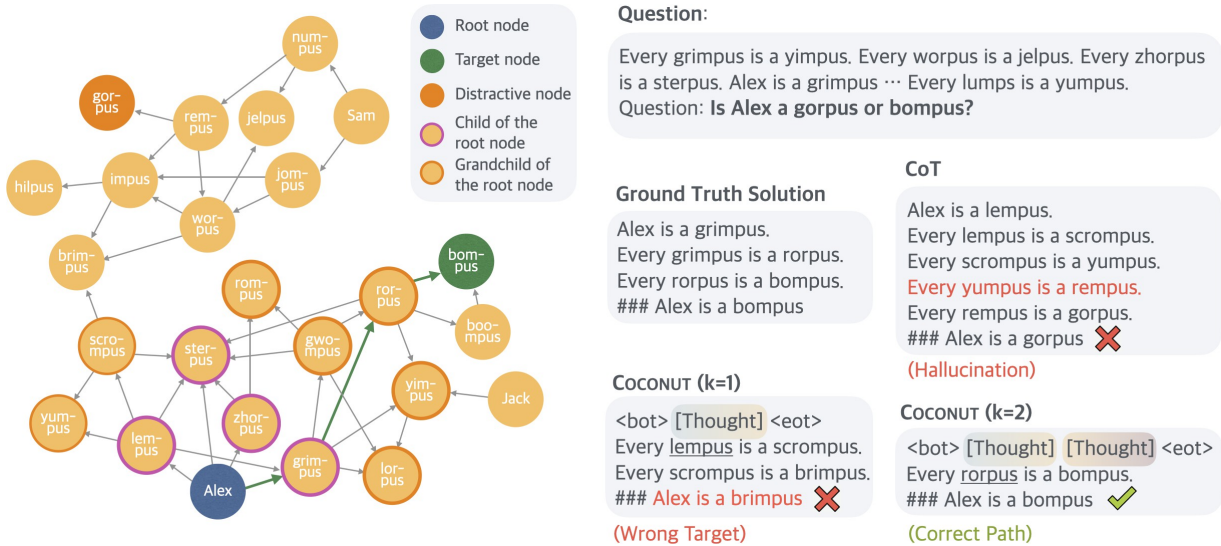 num-
pus
gor-
pus
rem-
pus
jelpus
Sam
hilpus
impus
jom-
pus
wor-
pus
brim-
pus
bom-
pus
rom-
pus
ror-
pus
boo-
mpus
scro-
mpus
ster-
pus
gwo-
mpus
yim-
pus
Jack
yum-
pus
lem-
pus
zhor-
pus
grim-
pus
lor-
pus
Alex
Root node
Target node
Distractive node
Child of the
root node
Grandchild of
the root node
Question:
Every grimpus is a yimpus. Every worpus is a jelpus. Every zhorpus
is a sterpus. Alex is a grimpus ··· Every lumps is a yumpus.
Question: Is Alex a gorpus or bompus?
Ground Truth Solution
Alex is a grimpus.
Every grimpus is a rorpus.
Every rorpus is a bompus.
### Alex is a bompus
CoT
Alex is a lempus.
Every lempus is a scrompus.
Every scrompus is a yumpus.
Every yumpus is a rempus.
Every rempus is a gorpus.
### Alex is a gorpus
(Hallucination)
COCONUT (k=1)
<bot> [Thought] <eot>
Every lempus is a scrompus.
Every scrompus is a brimpus.
### Alex is a brimpus
(Wrong Target)
COCONUT (k=2)
<bot> [Thought] [Thought] <eot>
Every rorpus is a bompus.
### Alex is a bompus
(Correct Path)